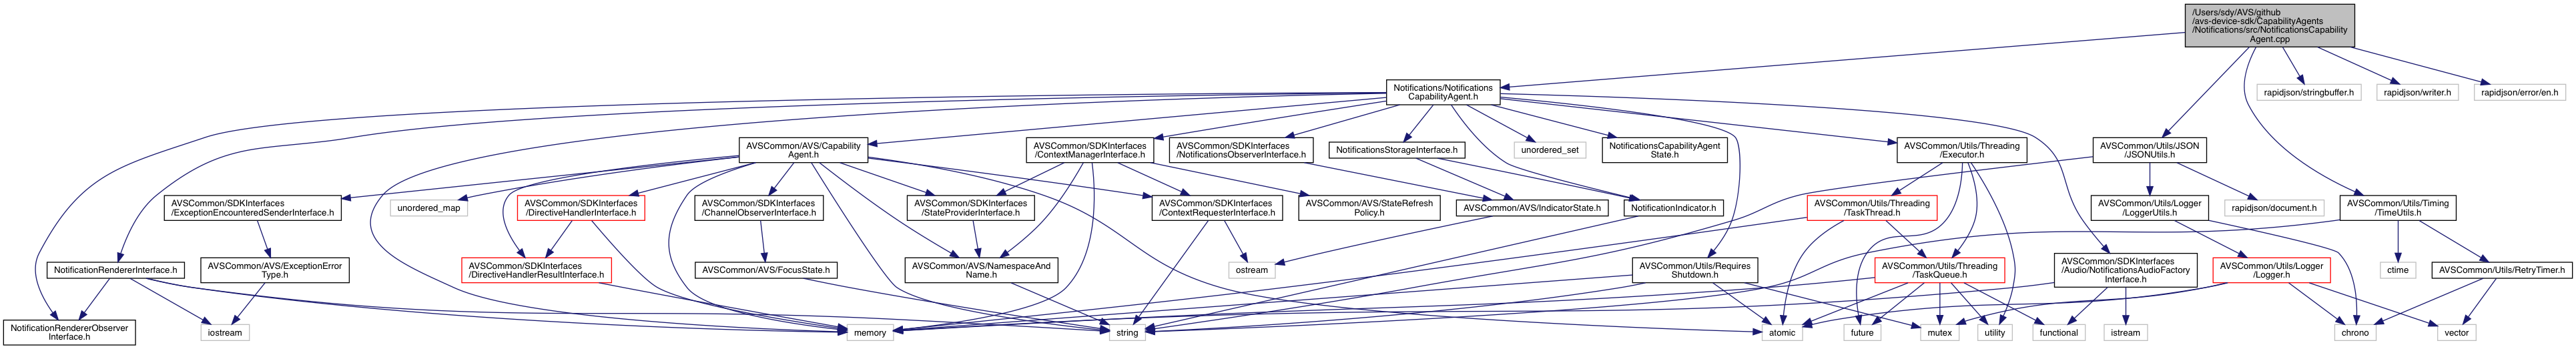 /Users/sdy/AVS/github
/avs-device-sdk/CapabilityAgents
/Notifications/src/NotificationsCapability
Agent.cpp
Notifications/Notifications
CapabilityAgent.h
rapidjson/stringbuffer.h
rapidjson/writer.h
rapidjson/error/en.h
AVSCommon/AVS/Capability
Agent.h
AVSCommon/SDKInterfaces
/ContextManagerInterface.h
AVSCommon/SDKInterfaces
/NotificationsObserverInterface.h
NotificationsStorageInterface.h
unordered_set
NotificationsCapabilityAgent
State.h
AVSCommon/Utils/Threading
/Executor.h
AVSCommon/Utils/JSON
/JSONUtils.h
AVSCommon/SDKInterfaces
/ExceptionEncounteredSenderInterface.h
unordered_map
AVSCommon/SDKInterfaces
/DirectiveHandlerInterface.h
AVSCommon/SDKInterfaces
/ChannelObserverInterface.h
AVSCommon/SDKInterfaces
/StateProviderInterface.h
AVSCommon/SDKInterfaces
/ContextRequesterInterface.h
AVSCommon/AVS/StateRefresh
Policy.h
AVSCommon/AVS/IndicatorState.h
NotificationIndicator.h
AVSCommon/Utils/Threading
/TaskThread.h
AVSCommon/Utils/Logger
/LoggerUtils.h
rapidjson/document.h
AVSCommon/Utils/Timing
/TimeUtils.h
NotificationRendererInterface.h
AVSCommon/AVS/ExceptionError
Type.h
AVSCommon/SDKInterfaces
/DirectiveHandlerResultInterface.h
AVSCommon/AVS/FocusState.h
AVSCommon/AVS/NamespaceAnd
Name.h
ostream
AVSCommon/Utils/Requires
Shutdown.h
AVSCommon/Utils/Threading
/TaskQueue.h
AVSCommon/SDKInterfaces
/Audio/NotificationsAudioFactory
Interface.h
AVSCommon/Utils/Logger
/Logger.h
ctime
AVSCommon/Utils/RetryTimer.h
NotificationRendererObserver
Interface.h
iostream
memory
string
atomic
future
mutex
utility
functional
istream
chrono
vector